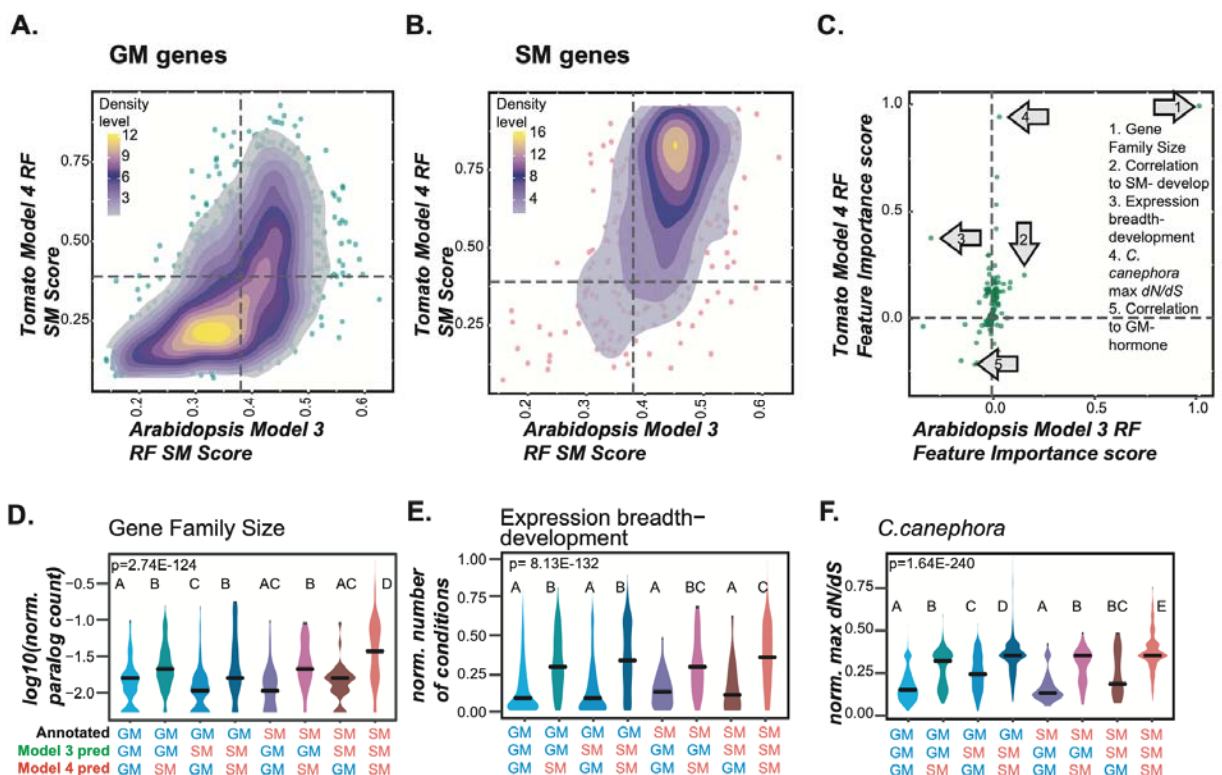 A.
GM genes
Density
level
12
9
6
3
0.75
0.50
0.25
Tomato Model 4 RF
SM Score
0.2
0.3
0.4
0.5
0.6
Arabidopsis Model 3
RF SM Score
B.
SM genes
Density
level
16
12
8
4
0.75
0.50
0.25
Tomato Model 4 RF
SM Score
0.2
0.3
0.4
0.5
0.6
Arabidopsis Model 3
RF SM Score
C.
1.0
0.5
0.0
Tomato Model 4 RF
Feature Importance score
1
4
3
2
5
1. Gene
Family Size
2. Correlation
to SM- develop
3. Expression
breadth-
development
4. C.
canephora
max dN/dS
5. Correlation
to GM-
hormone
0.0
0.5
1.0
Arabidopsis Model 3 RF
Feature Importance score
D.
Gene Family Size
p=2.74E-124
A B C B AC B AC D
−0.5
−1.0
−1.5
−2.0
log10(norm.
paralog count)
Annotated GM GM GM GM SM SM SM SM
Model 3 pred GM GM SM SM GM GM SM SM
Model 4 pred GM SM GM SM GM SM GM SM
E.
Expression breadth−
development
p= 8.13E-132
A B A B A BC A C
1.00
0.75
0.50
0.25
0.00
norm. number
of conditions
GM GM GM GM SM SM SM SM
GM GM SM SM GM GM SM SM
GM SM GM SM GM SM GM SM
F.
C.canephora
p=1.64E-240
A B C D A B BC E
0.75
0.25
0.00
norm. max dN/dS
GM GM GM GM SM SM SM SM
GM GM SM SM GM GM SM SM
GM SM GM SM GM SM GM SM